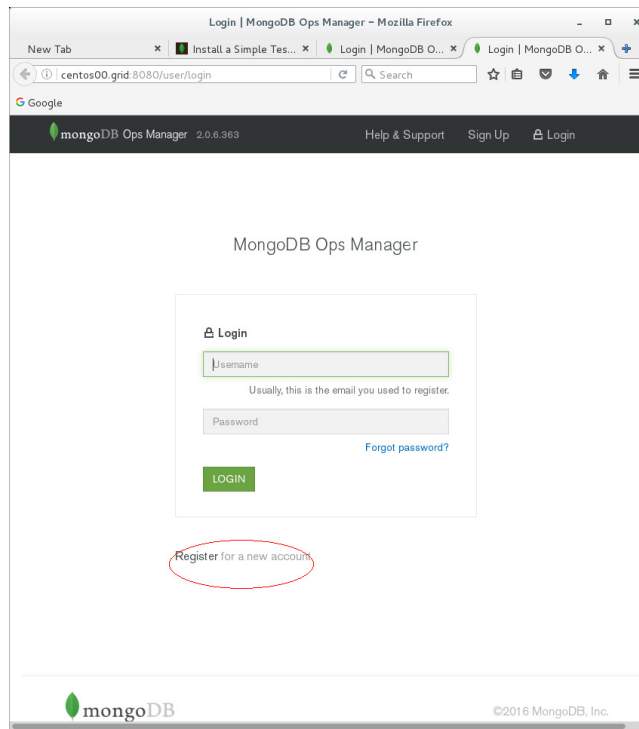 Login | MongoDB Ops Manager – Mozilla Firefox
New Tab
Install a Simple Tes...
Login | MongoDB O...
Login | MongoDB O...
centos00.grid:8080/user/login
Search
Google
mongoDB Ops Manager 2.0.6.363
Help & Support
Sign Up
Login
MongoDB Ops Manager
Login
Username
Usually, this is the email you used to register.
Password
Forgot password?
LOGIN
Register for a new account
mongoDB
©2016 MongoDB, Inc.